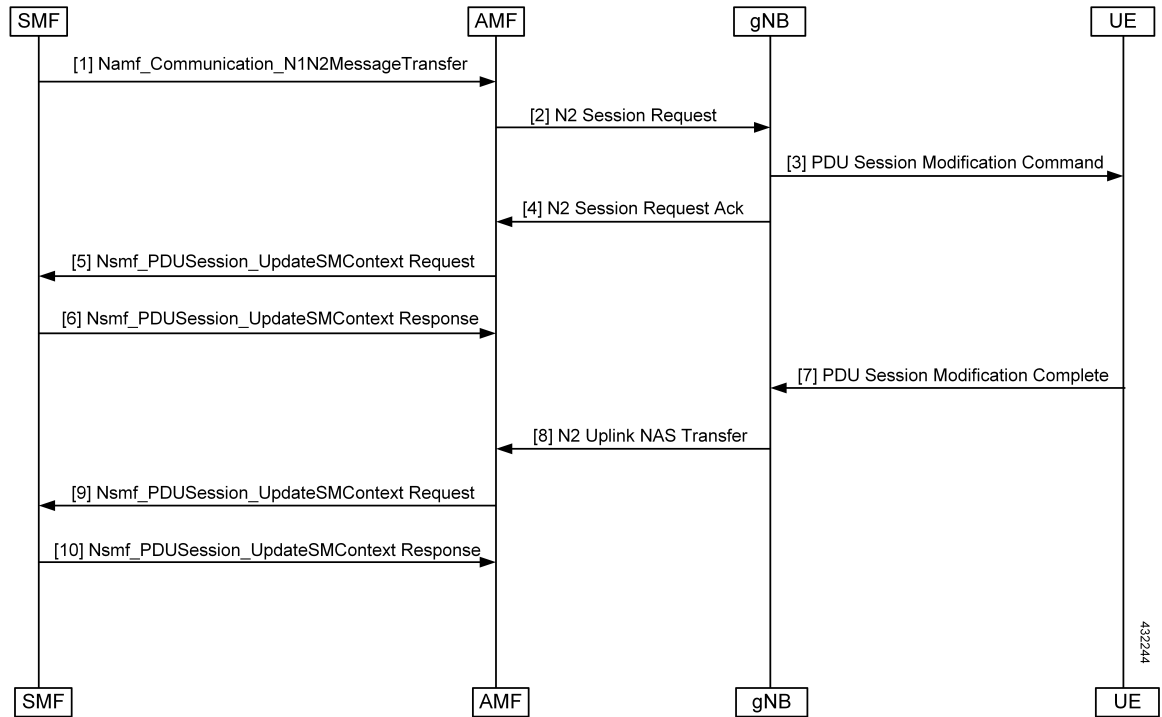 SMF
AMF
gNB
UE
[1] Namf_Communication_N1N2MessageTransfer
[2] N2 Session Request
[3] PDU Session Modification Command
[4] N2 Session Request Ack
[5] Nsmf_PDUSession_UpdateSMContext Request
[6] Nsmf_PDUSession_UpdateSMContext Response
[7] PDU Session Modification Complete
[8] N2 Uplink NAS Transfer
[9] Nsmf_PDUSession_UpdateSMContext Request
[10] Nsmf_PDUSession_UpdateSMContext Response
432244
SMF
AMF
gNB
UE